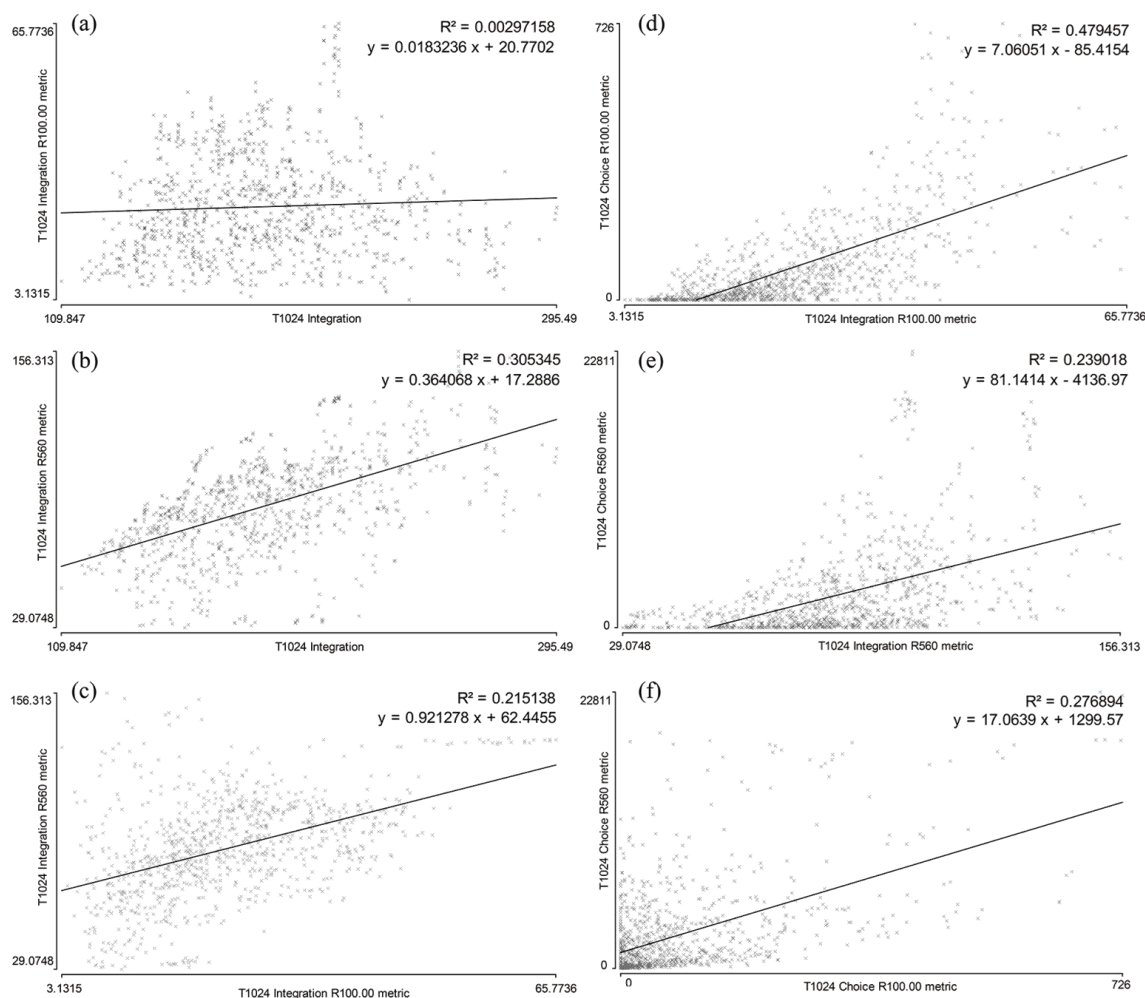 (a)
R² = 0.00297158
y = 0.0183236 x + 20.7702
65.7736
T1024 Integration R100.00 metric
3.1315
109.847
T1024 Integration
295.49
(d)
R² = 0.479457
y = 7.06051 x - 85.4154
726
T1024 Choice R100.00 metric
0
3.1315
T1024 Integration R100.00 metric
65.7736
(b)
R² = 0.305345
y = 0.364068 x + 17.2886
156.313
T1024 Integration R560 metric
29.0748
109.847
T1024 Integration
295.49
(e)
R² = 0.239018
y = 81.1414 x - 4136.97
22811
T1024 Choice R560 metric
0
29.0748
T1024 Integration R560 metric
156.313
(c)
R² = 0.215138
y = 0.921278 x + 62.4455
156.313
T1024 Integration R560 metric
29.0748
3.1315
T1024 Integration R100.00 metric
65.7736
(f)
R² = 0.276894
y = 17.0639 x + 1299.57
22811
T1024 Choice R560 metric
0
0
T1024 Choice R100.00 metric
726